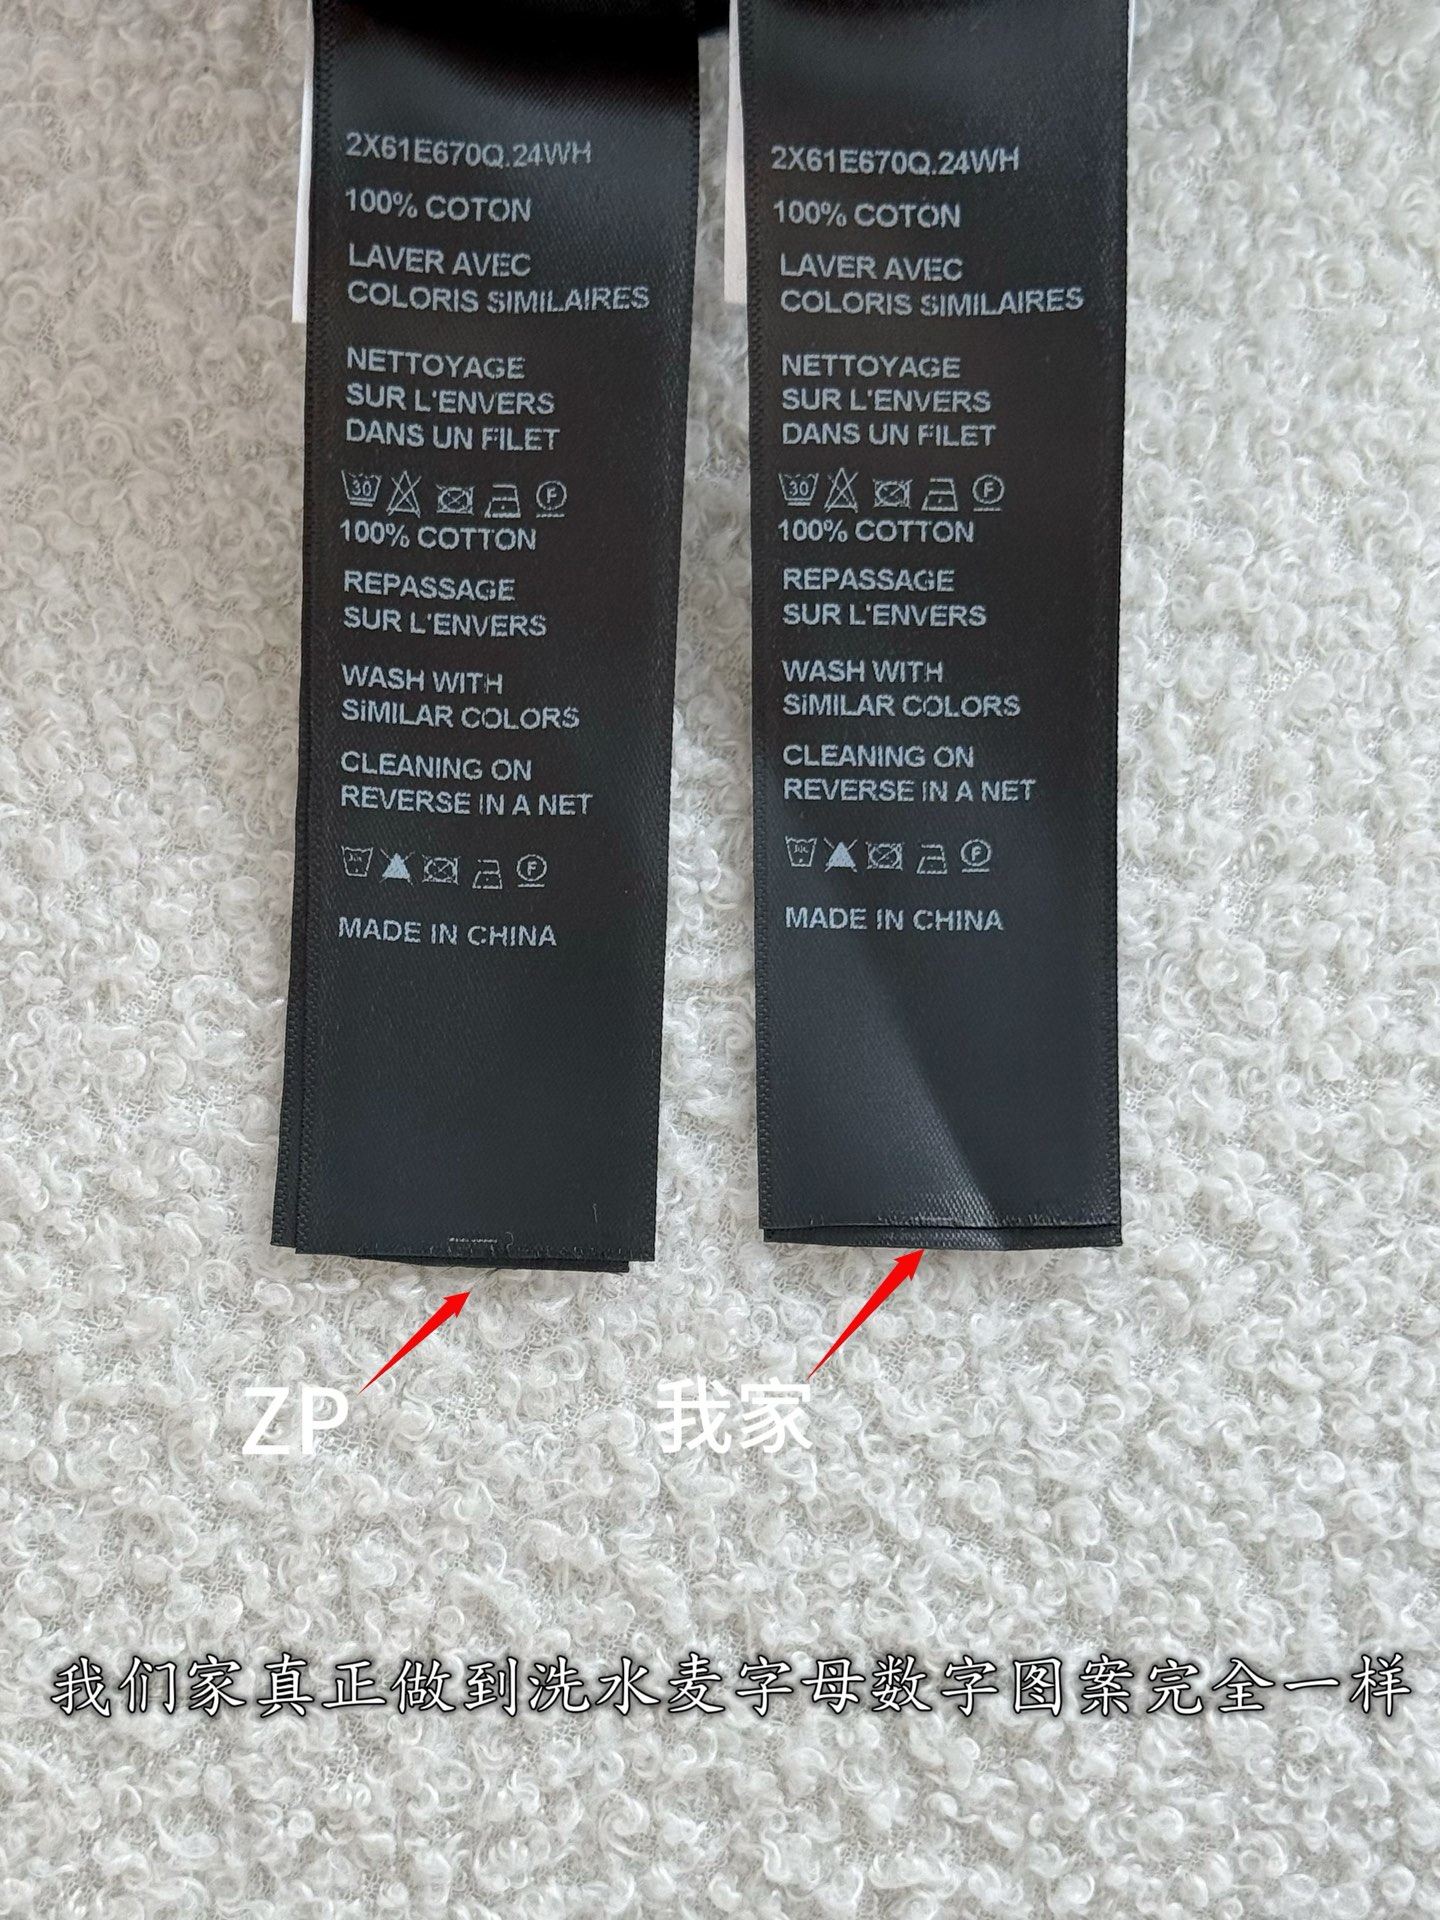 2X61E670Q.24WH
100% COTON
LAVER AVEC
COLORIS SIMILAIRES
NETTOYAGE
SUR L'ENVERS
DANS UN FILET
30
F
100% COTTON
REPASSAGE
SUR L'ENVERS
WASH WITH
SiMILAR COLORS
CLEANING ON
REVERSE IN A NET
F
MADE IN CHINA
2X61E670Q.24WH
100% COTON
LAVER AVEC
COLORIS SIMILAIRES
NETTOYAGE
SUR L'ENVERS
DANS UN FILET
30
F
100% COTTON
REPASSAGE
SUR L'ENVERS
WASH WITH
SiMILAR COLORS
CLEANING ON
REVERSE IN A NET
F
MADE IN CHINA
ZP
我家
我们家真正做到洗水麦字母数字图案完全一样